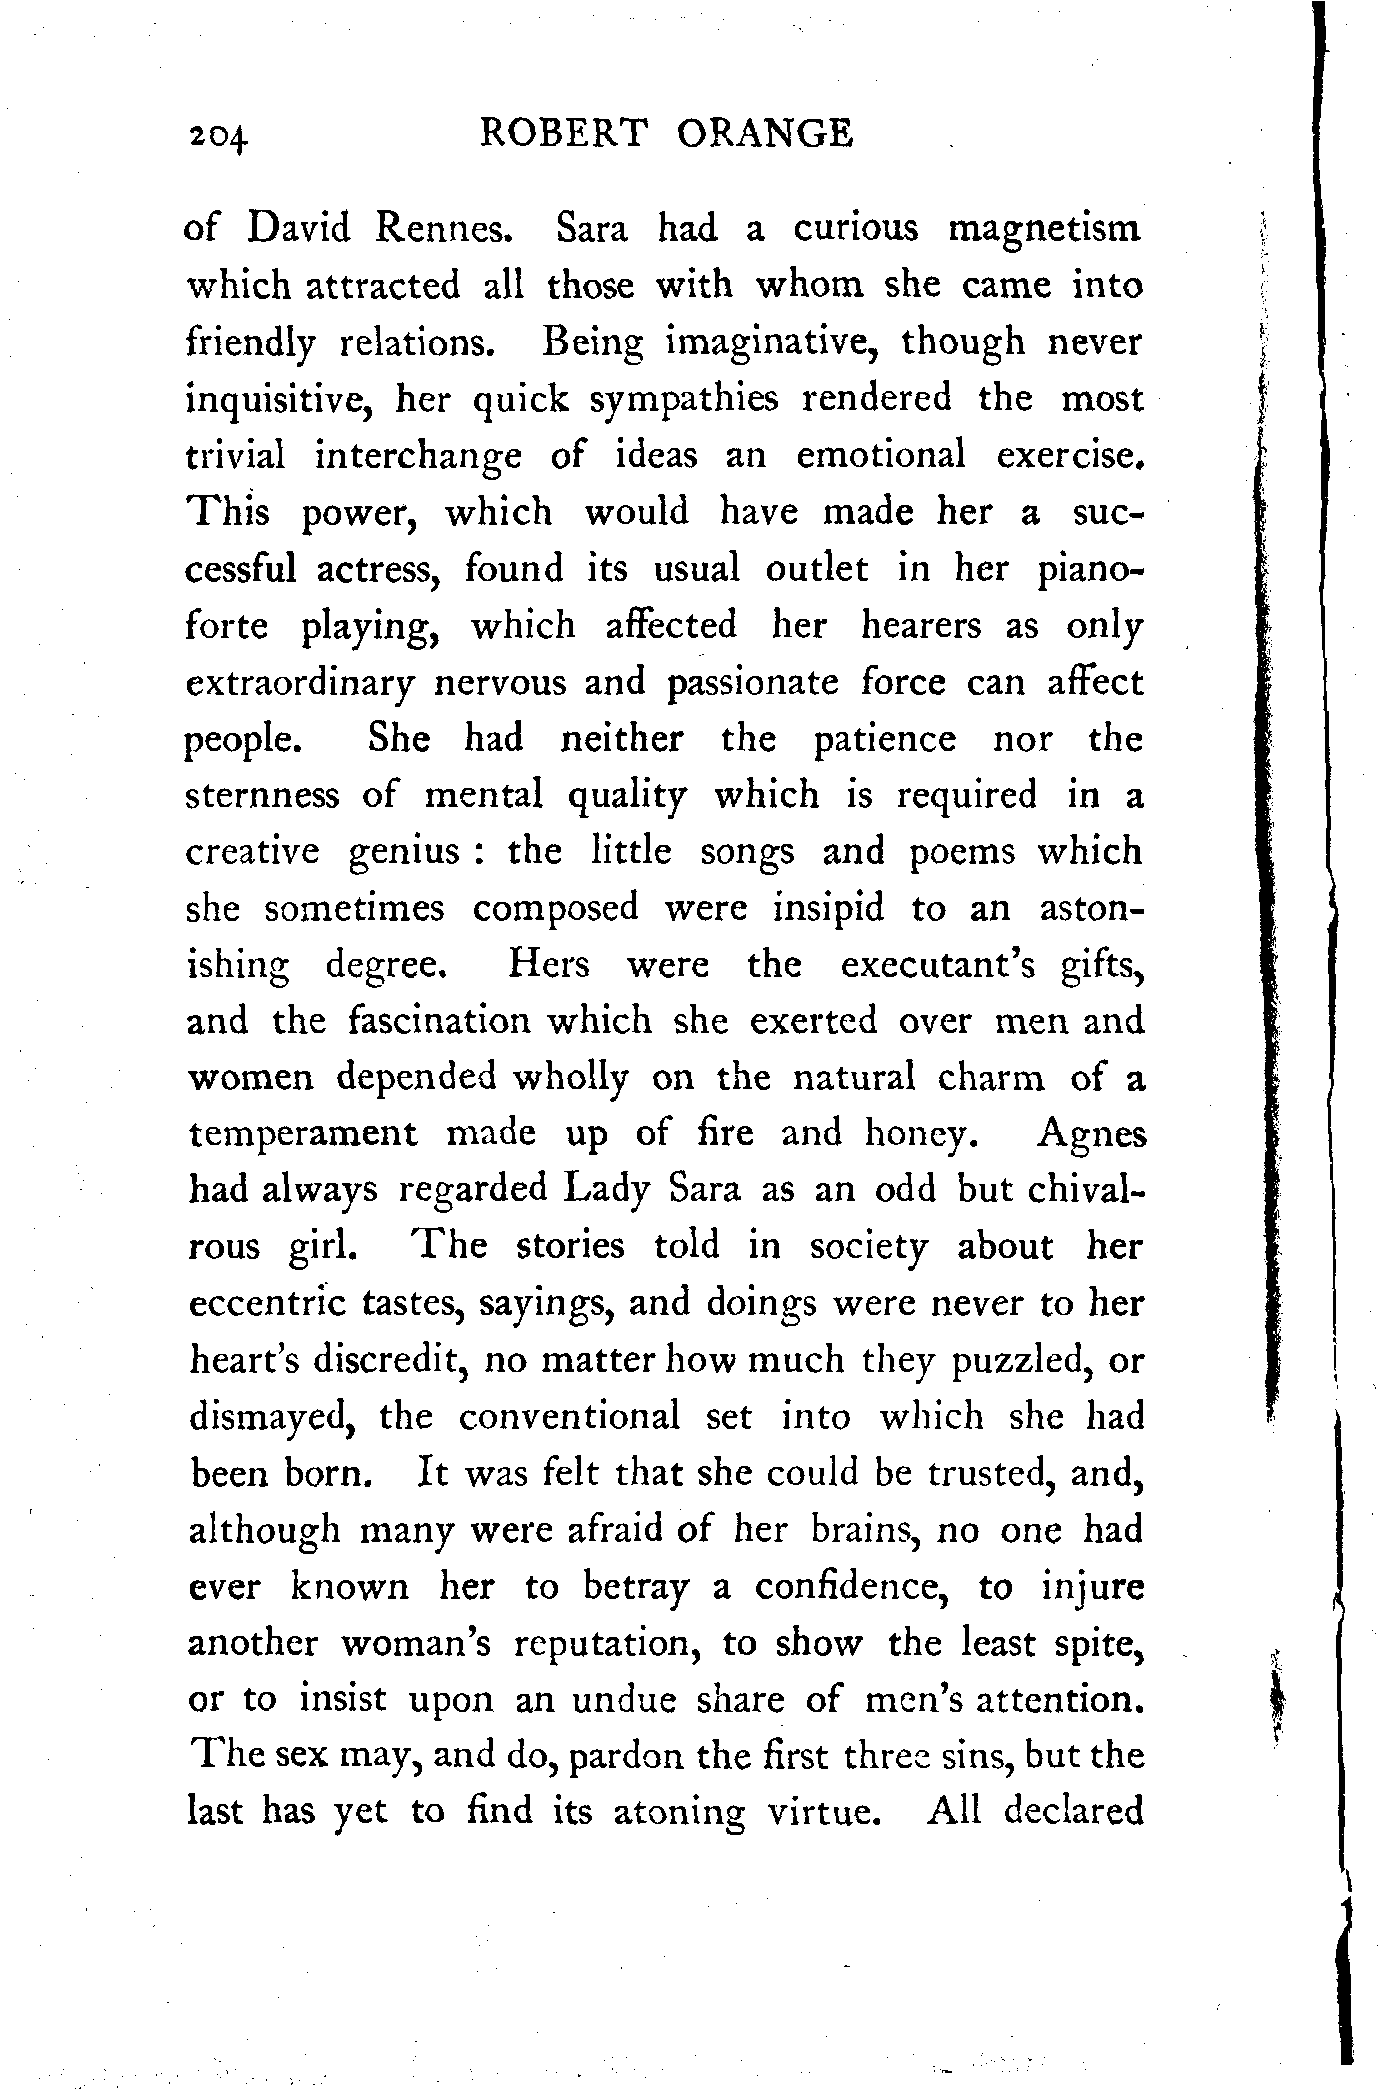 204 ROBERT ORANGE
of David Rennes. Sara had a curious magnetism
which attracted all those with whom she came into
friendly relations. Being imaginative, though never
inquisitive, her quick sympathies rendered the most
trivial interchange of ideas an emotional exercise.
This power, which would have made her a suc-
cessful actress, found its usual outlet in her piano-
forte playing, which affected her hearers as only
extraordinary nervous and passionate force can affect
people. She had neither the patience nor the
sternness of mental quality which is required in a
creative genius : the little songs and poems which
she sometimes composed were insipid to an aston-
ishing degree. Hers were the executant's gifts,
and the fascination which she exerted over men and
women depended wholly on the natural charm of a
temperament made up of fire and honey. Agnes
had always regarded Lady Sara as an odd but chival-
rous girl. The stories told in society about her
eccentric tastes, sayings, and doings were never to her
heart's discredit, no matter how much they puzzled, or
dismayed, the conventional set into which she had
been born. It was felt that she could be trusted, and,
although many were afraid of her brains, no one had
ever known her to betray a confidence, to injure
another woman's reputation, to show the least spite,
or to insist upon an undue share of men's attention.
The sex may, and do, pardon the first three sins, but the
last has yet to find its atoning virtue. All declared